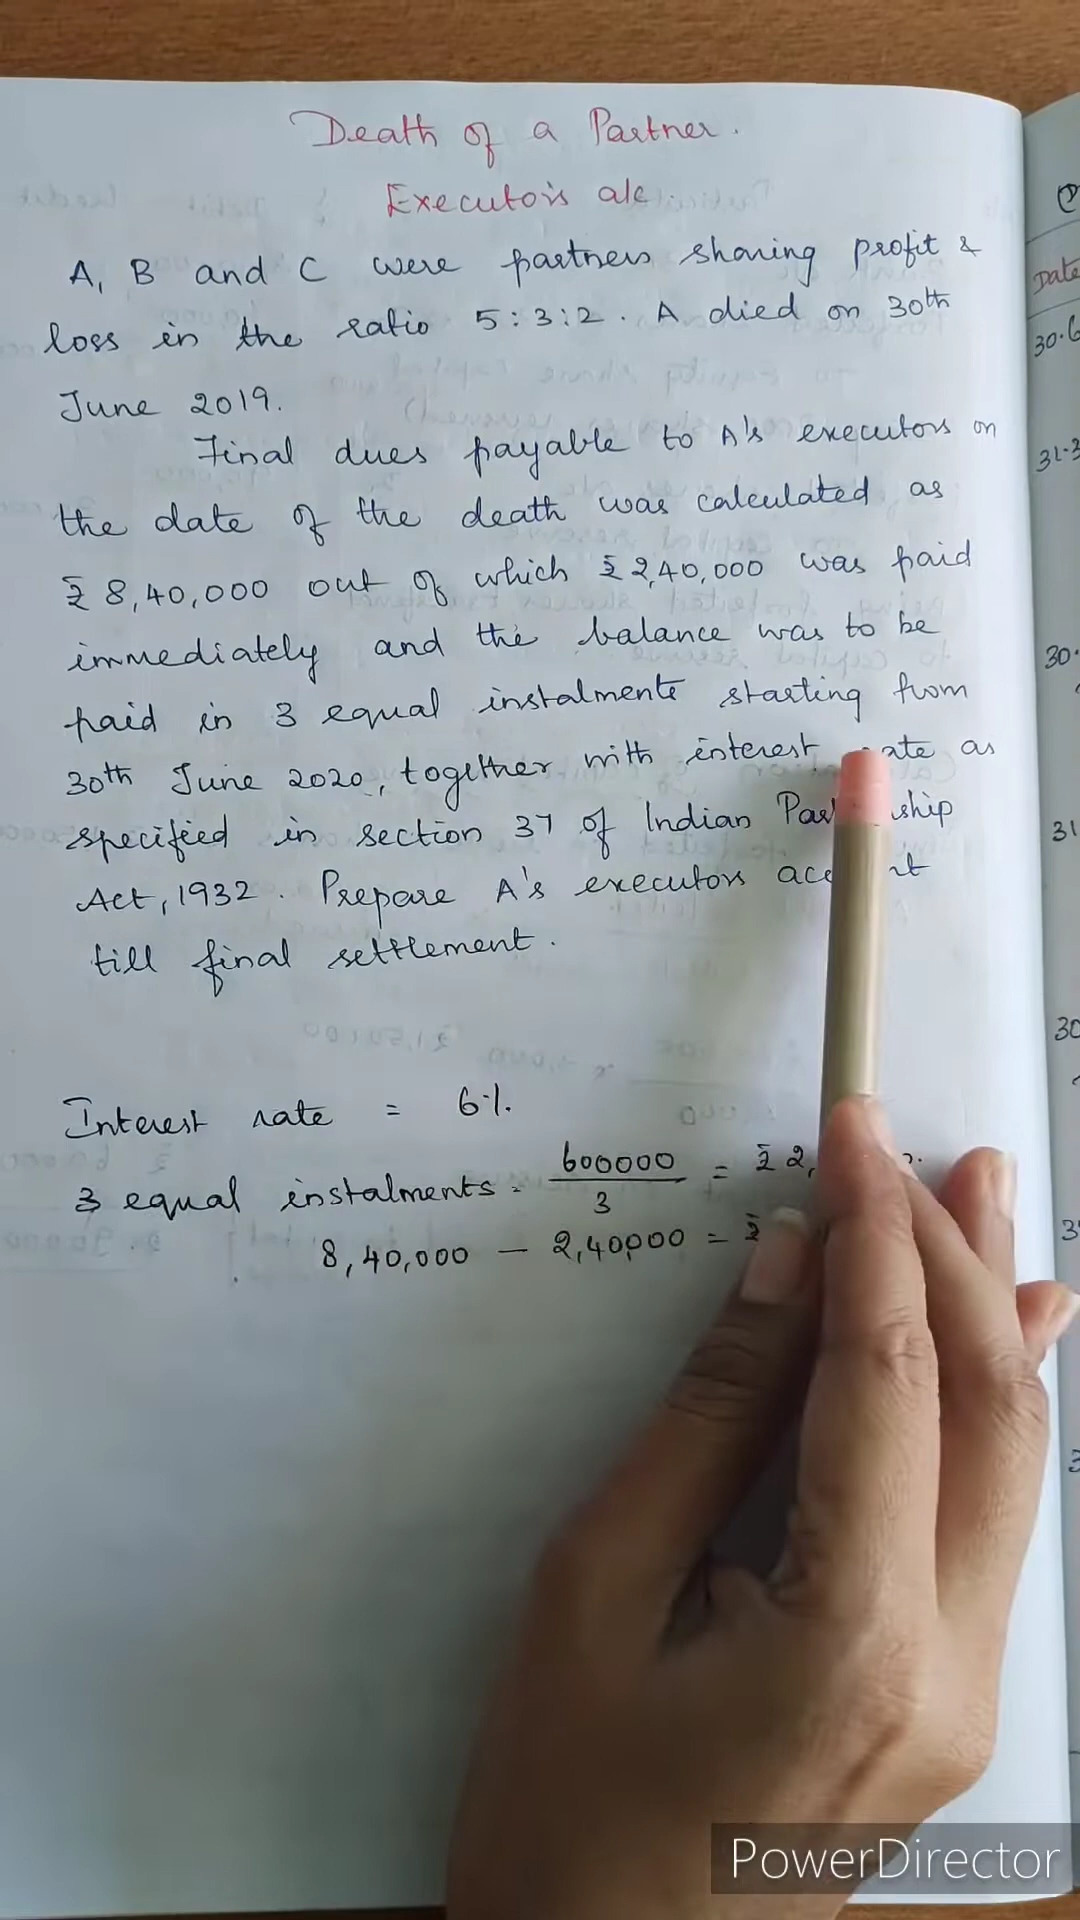 Death of a Partner.
Executor's a/c.
A, B and C were partners sharing profit &
loss in the ratio 5:3:2. A died on 30th
June 2019.
Final dues payable to A's executors on
the date of the death was calculated as
₹ 8,40,000 out of which ₹ 2,40,000 was paid
immediately and the balance was to be
paid in 3 equal instalments starting from
30th June 2020, together with interest rate as
specified in section 37 of Indian
Act, 1932. Prepare A's executors
till final settlement.
Interest rate = 6%.
3 equal instalments = 600000 / 3 = ₹ 2,
8,40,000 - 2,40,000 = ₹
Date
PowerDirector